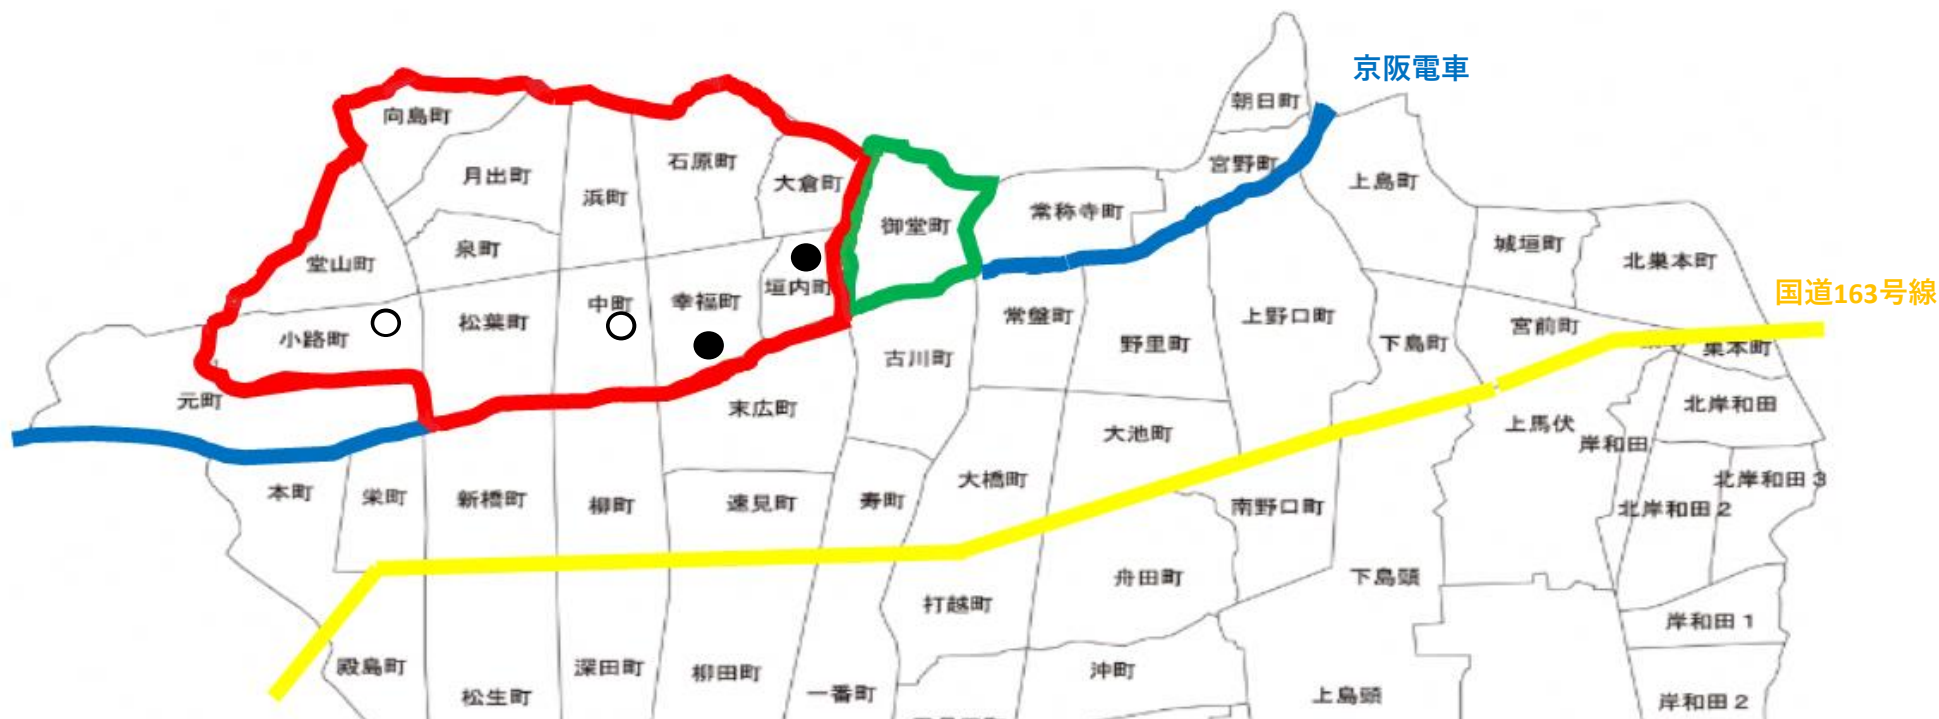 京阪電車
朝日町
向島町
石原町
宮野町
月出町
大倉町
上島町
浜町
常称寺町
御堂町
城垣町
泉町
堂山町
北巣本町
垣内町
国道163号線
中町
幸福町
松葉町
常盤町
上野口町
宮前町
小路町
野里町
下島町
巣本町
古川町
元町
末広町
北岸和田
大池町
上馬伏
岸和田
大橋町
北岸和田3
本町
栄町
新橋町
柳町
速見町
寿町
南野口町
北岸和田2
舟田町
下島頭
打越町
岸和田1
殿島町
深田町
柳田町
沖町
松生町
一番町
上島頭
岸和田2